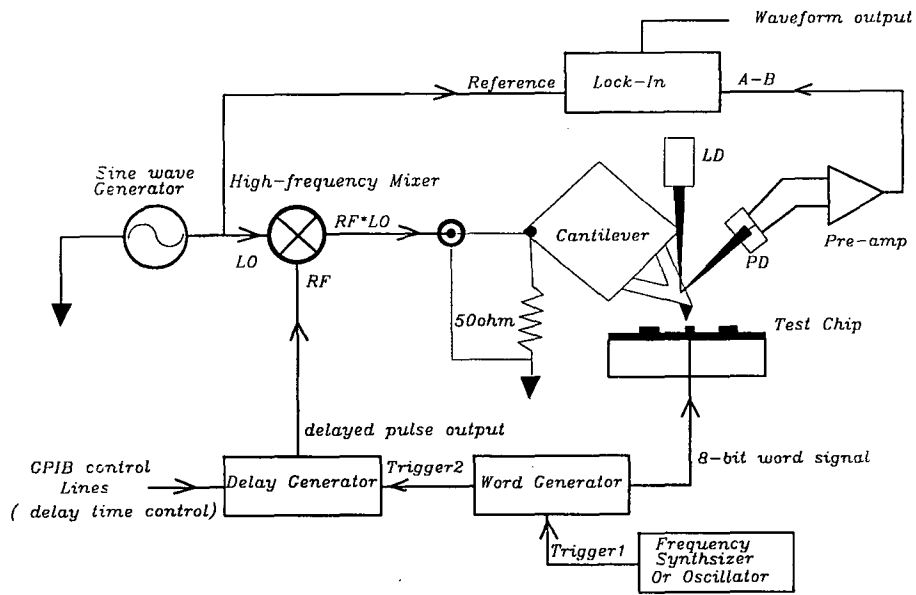 Waveform output
Reference
Lock-In
A-B
LD
Sine wave
Generator
High-frequency Mixer
RF*LO
Cantilever
Pre-amp
PD
LO
RF
50ohm
Test Chip
delayed pulse output
8-bit word signal
GPIB control
Lines
( delay time control)
Delay Generator
Trigger2
Word Generator
Trigger1
Frequency
Synthsizer
Or Oscillator